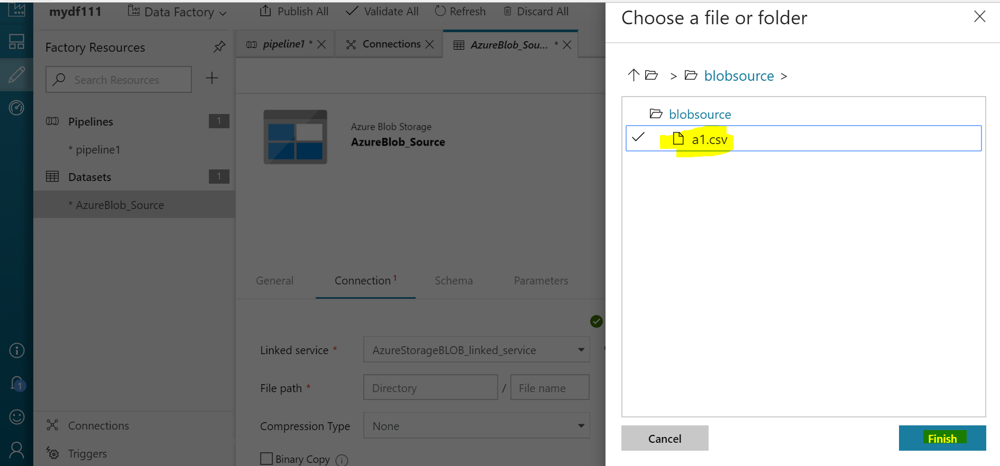 mydf111 Data Factory Publish All Validate All Refresh Discard All
Factory Resources
pipeline1 * Connections AzureBlob_Sou... *
Search Resources
Pipelines 1
* pipeline1
Datasets 1
* AzureBlob_Source
Azure Blob Storage
AzureBlob_Source
General Connection 1 Schema Parameters
Linked service * AzureStorageBLOB_linked_service
File path * Directory / File name
Compression Type None
Binary Copy
1
Connections
Triggers
Choose a file or folder
> blobsource >
blobsource
a1.csv
Cancel Finish